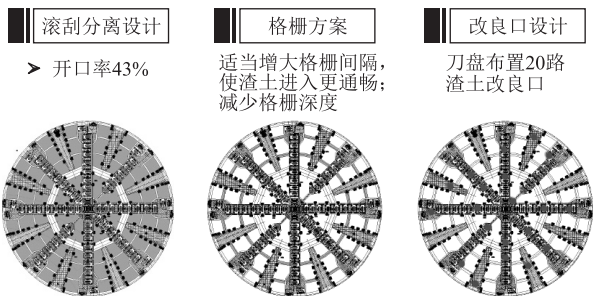 滚刮分离设计
➤ 开口率43%
格栅方案
适当增大格栅间隔，
使渣土进入更通畅；
减少格栅深度
改良口设计
刀盘布置20路
渣土改良口